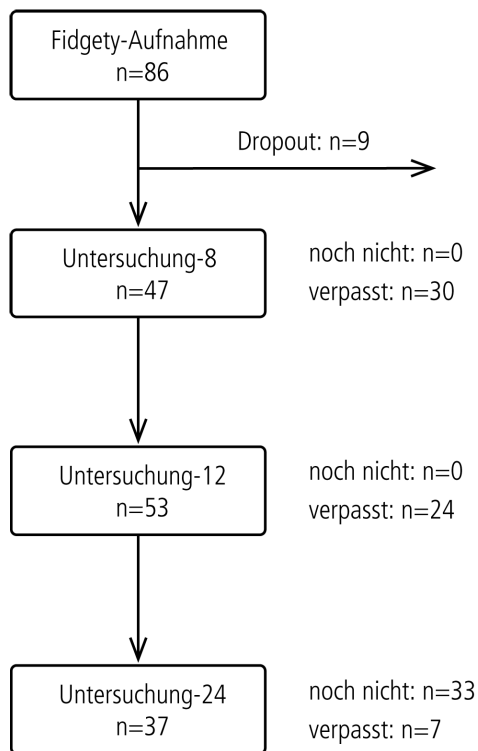 Fidgety-Aufnahme
n=86
Dropout: n=9
Untersuchung-8
n=47
noch nicht: n=0
verpasst: n=30
Untersuchung-12
n=53
noch nicht: n=0
verpasst: n=24
Untersuchung-24
n=37
noch nicht: n=33
verpasst: n=7